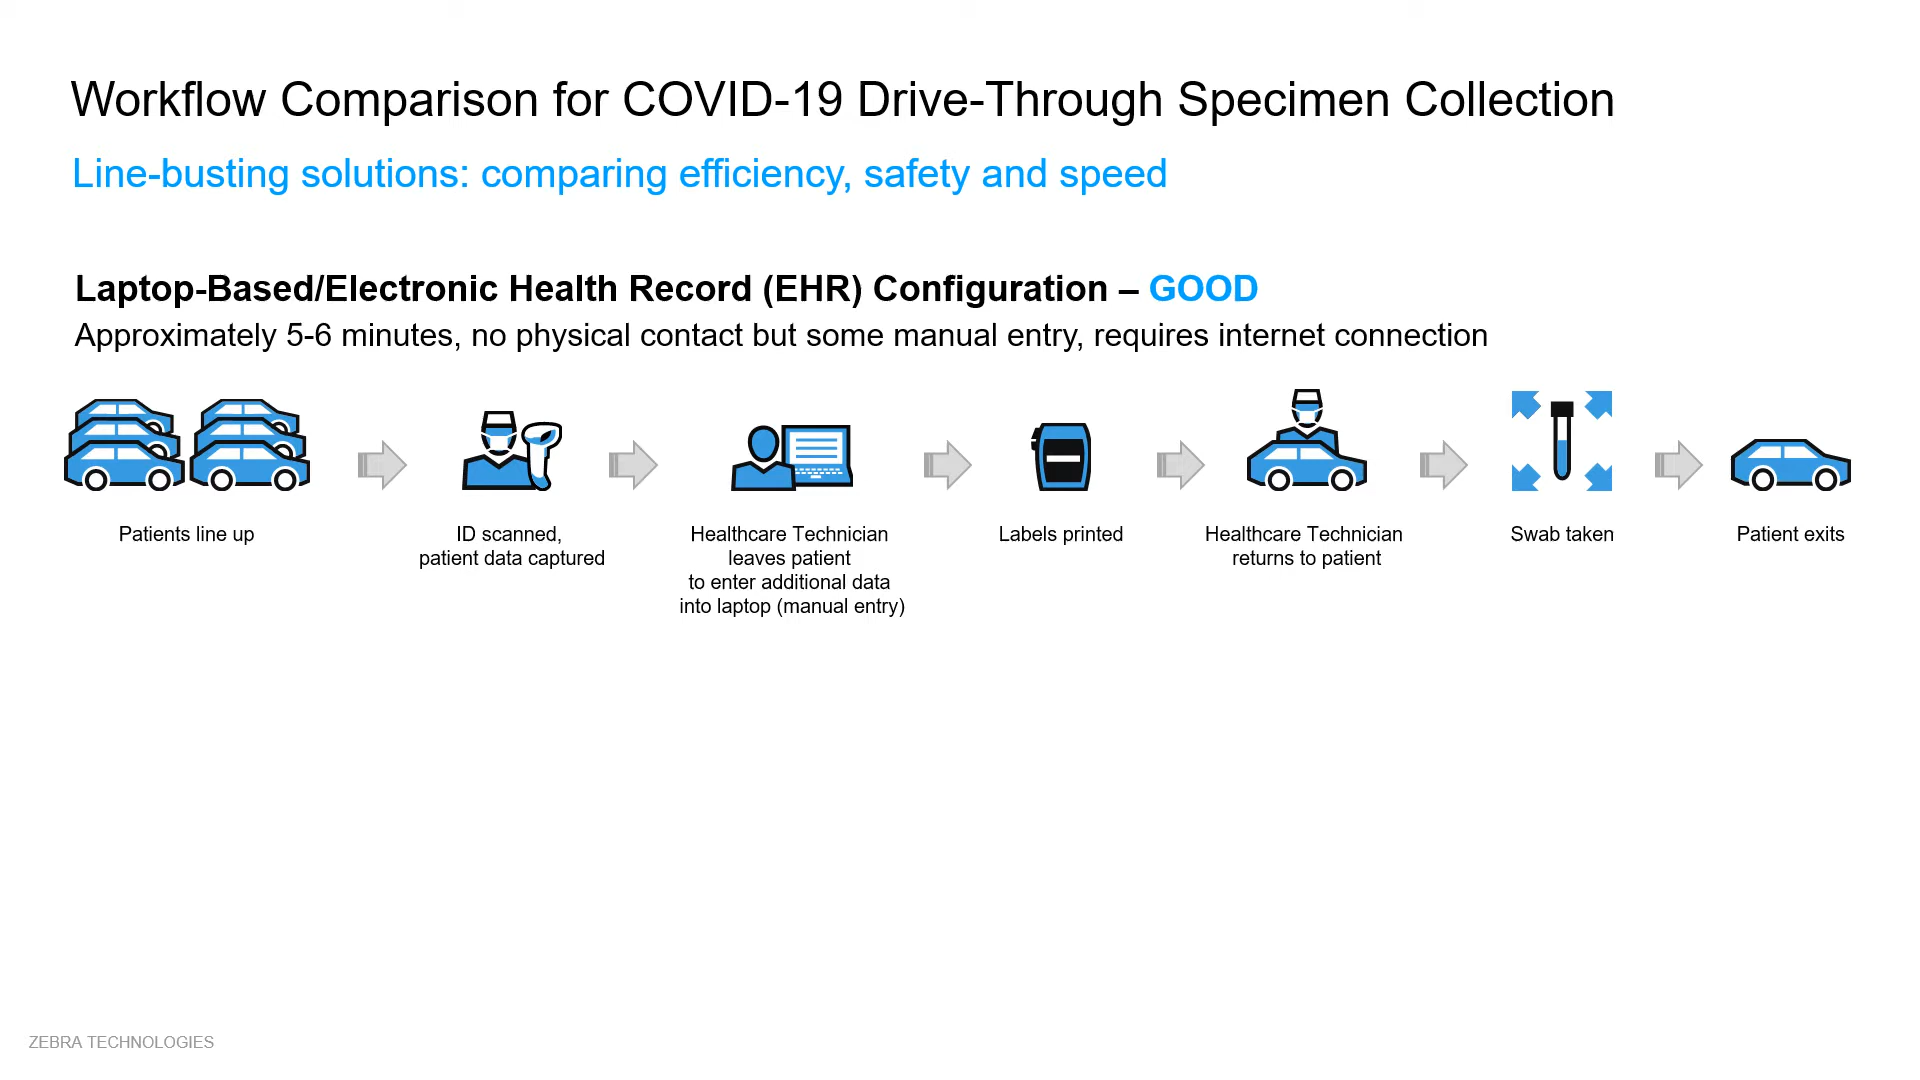 Workflow Comparison for COVID-19 Drive-Through Specimen Collection
Line-busting solutions: comparing efficiency, safety and speed
Laptop-Based/Electronic Health Record (EHR) Configuration – GOOD
Approximately 5-6 minutes, no physical contact but some manual entry, requires internet connection
Patients line up
ID scanned,
patient data captured
Healthcare Technician
leaves patient
to enter additional data
into laptop (manual entry)
Labels printed
Healthcare Technician
returns to patient
Swab taken
Patient exits
ZEBRA TECHNOLOGIES